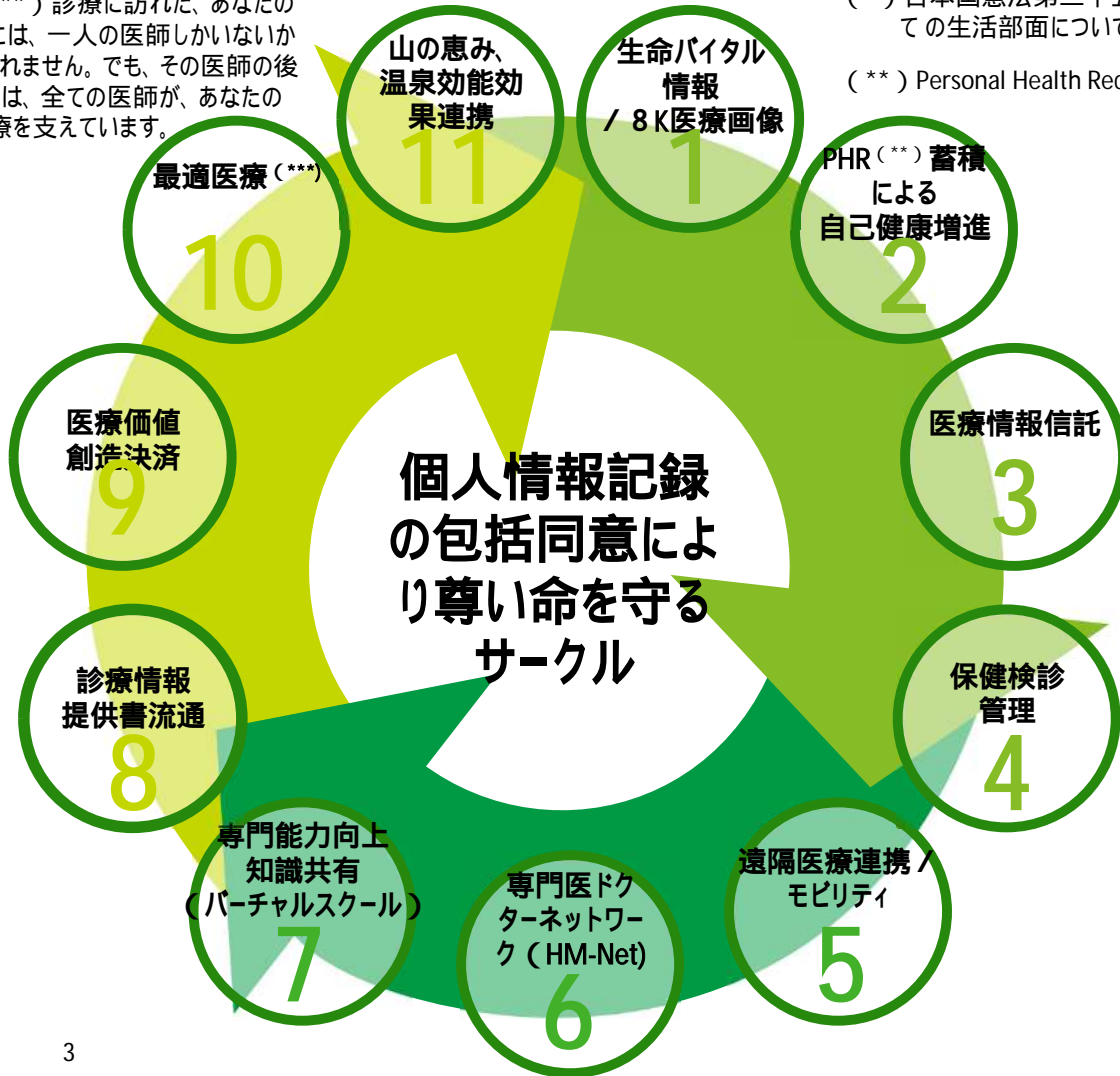 **）診療に訪れた、あなたの
には、一人の医師しかいないか
れません。でも、その医師の後
は、全ての医師が、あなたの
療を支えています。
（**）Personal Health Rec
ての生活部面について
山の恵み、
温泉効能効
果連携
11
生命バイタル
情報
/８K医療画像
1
PHR（**）蓄積
による
自己健康増進
2
医療情報信託
3
保健検診
管理
4
遠隔医療連携/
モビリティ
5
専門医ドク
ターネットワー
ク（HM-Net)
6
専門能力向上
知識共有
（バーチャルスクール）
7
診療情報
提供書流通
8
医療価値
創造決済
9
最適医療（***）
10
個人情報記録
の包括同意によ
り尊い命を守る
サークル
3